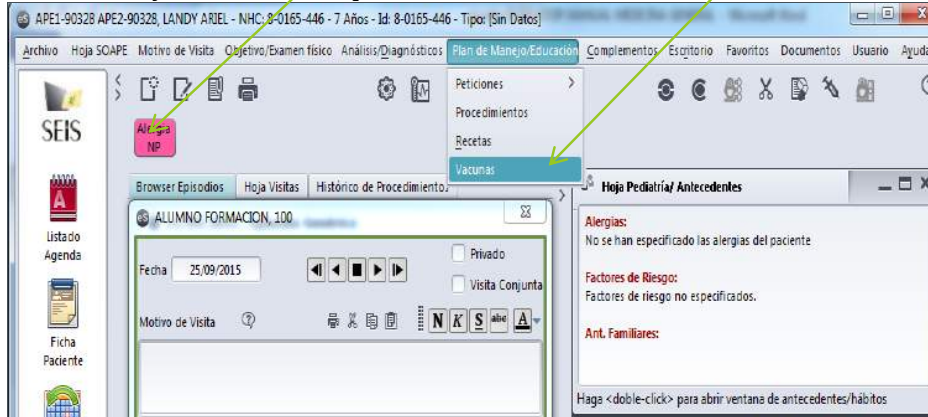 APE1-90328 APE2-90328, LANDY ARIEL - NHC: 8-0165-446 - 7 Años - Id: 8-0165-446 - Tipo: [Sin Datos]
Archivo Hoja SOAPE Motivo de Visita Objetivo/Examen físico Análisis/Diagnósticos Plan de Manejo/Educación Complementos Escritorio Favoritos Documentos Usuario Ayuda
SEIS
Alergia
NP
Peticiones
Procedimientos
Recetas
Vacunas
A
Listado
Agenda
Ficha
Paciente
Browser Episodios Hoja Visitas Histórico de Procedimientos
ALUMNO FORMACION, 100
Fecha 25/09/2015
Privado
Visita Conjunta
Motivo de Visita
N K S abc A
Hoja Pediatría/ Antecedentes
Alergias:
No se han especificado las alergias del paciente
Factores de Riesgo:
Factores de riesgo no especificados.
Ant. Familiares:
Haga <doble-click> para abrir ventana de antecedentes/hábitos